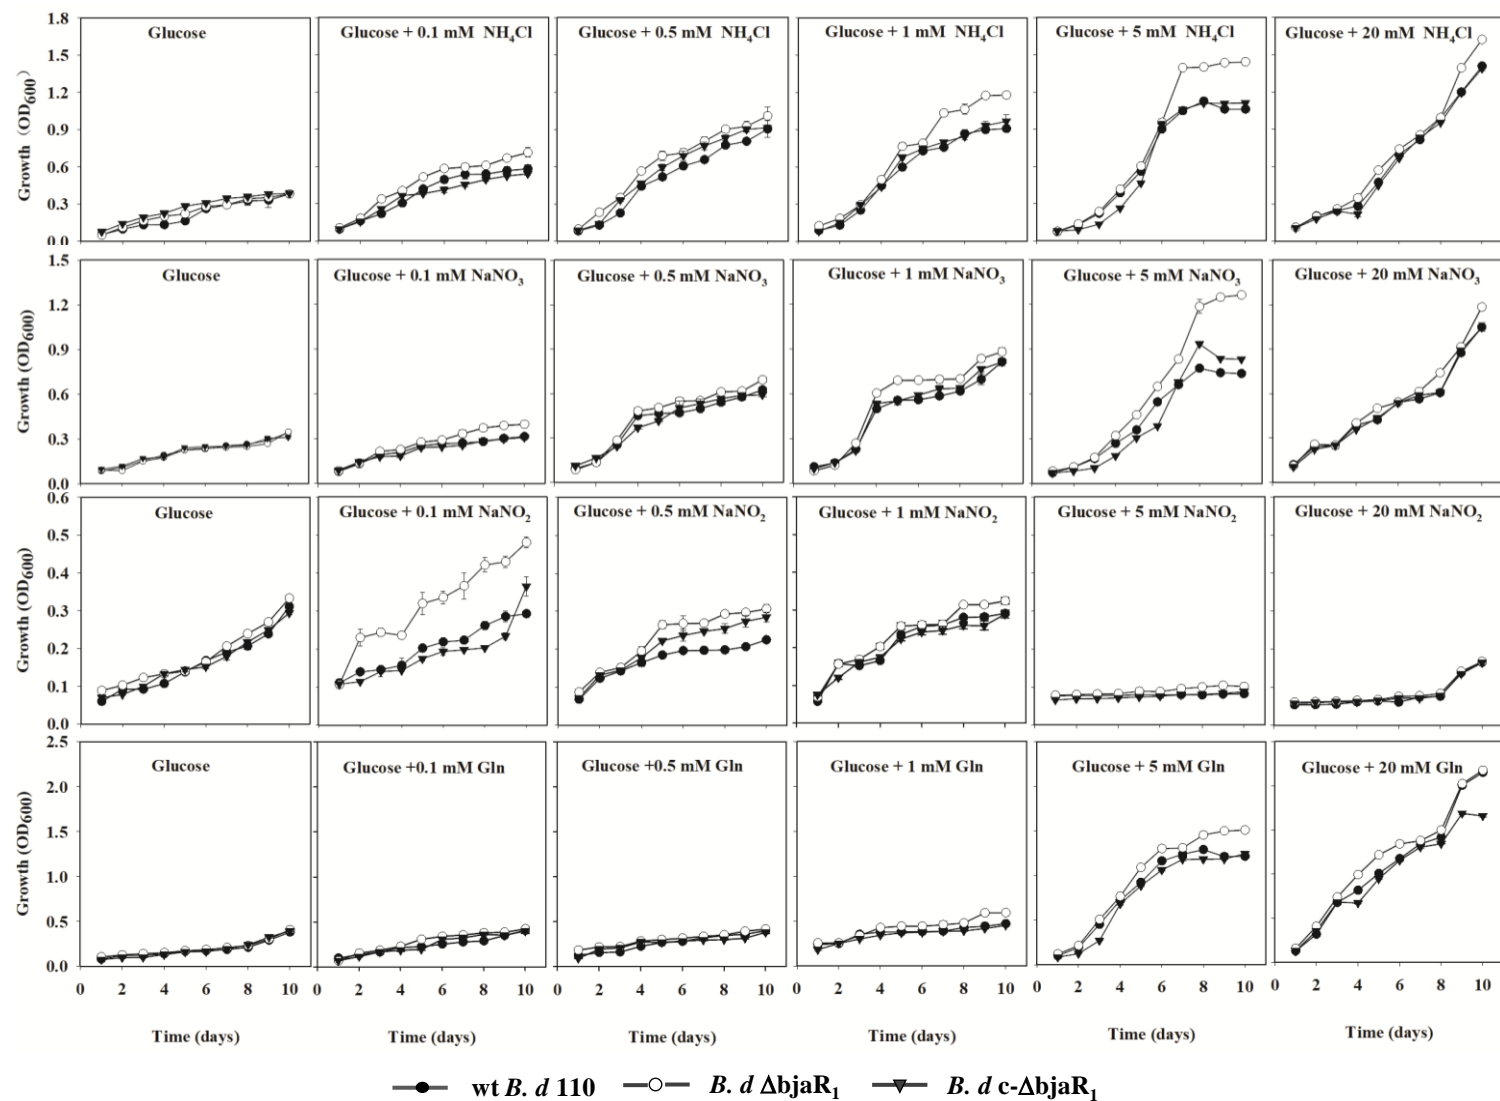 Glucose
Glucose + 0.1 mM NH4Cl
Glucose + 0.5 mM NH4Cl
Glucose + 1 mM NH4Cl
Glucose + 5 mM NH4Cl
Glucose + 20 mM NH4Cl
Growth (OD600)
1.8
1.5
1.2
0.9
0.6
0.3
0.0
Glucose
Glucose + 0.1 mM NaNO3
Glucose + 0.5 mM NaNO3
Glucose + 1 mM NaNO3
Glucose + 5 mM NaNO3
Glucose + 20 mM NaNO3
Growth (OD600)
1.5
1.2
0.9
0.6
0.3
0.0
Glucose
Glucose + 0.1 mM NaNO2
Glucose + 0.5 mM NaNO2
Glucose + 1 mM NaNO2
Glucose + 5 mM NaNO2
Glucose + 20 mM NaNO2
Growth (OD600)
0.6
0.5
0.4
0.3
0.2
0.1
0.0
Glucose
Glucose +0.1 mM Gln
Glucose +0.5 mM Gln
Glucose + 1 mM Gln
Glucose + 5 mM Gln
Glucose + 20 mM Gln
Growth (OD600)
2.5
2.0
1.5
1.0
0.5
0.0
0 2 4 6 8 10
0 2 4 6 8 10
0 2 4 6 8 10
0 2 4 6 8 10
0 2 4 6 8 10
0 2 4 6 8 10
Time (days)
Time (days)
Time (days)
Time (days)
Time (days)
Time (days)
wt B. d 110
B. d ΔbjaR1
B. d c-ΔbjaR1